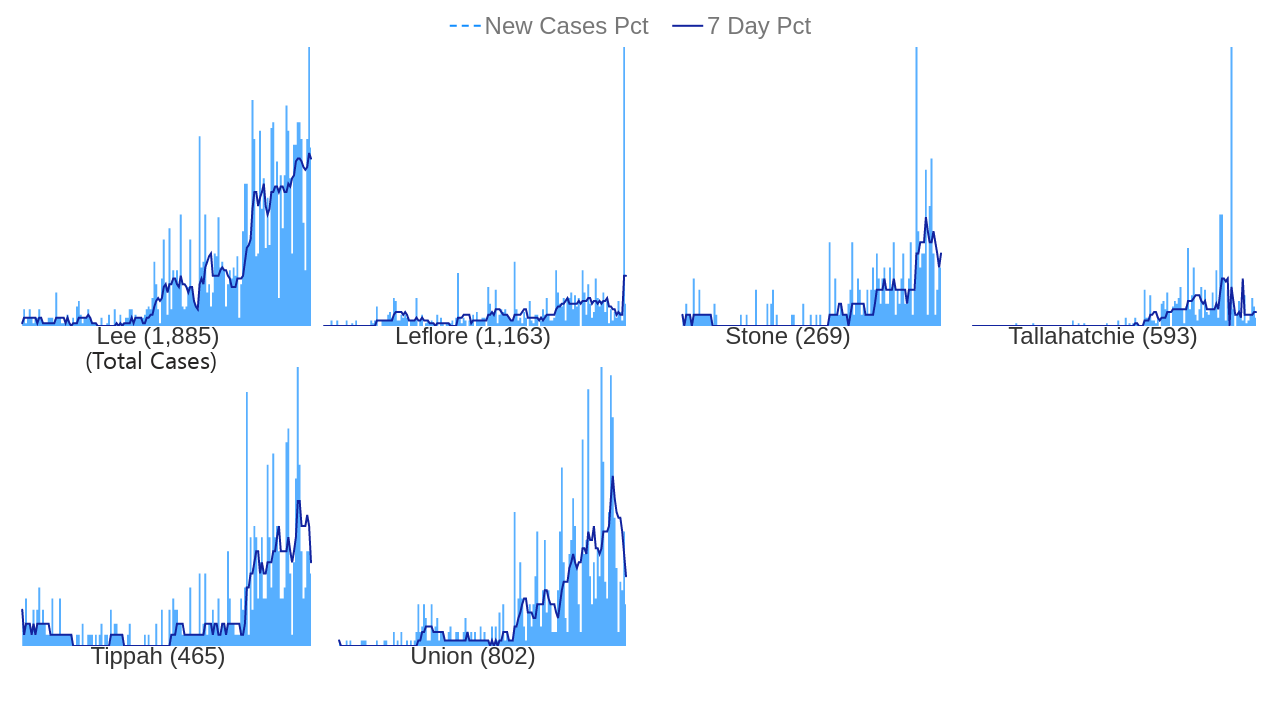 New Cases Pct 7 Day Pct
Lee (1,885) Leflore (1,163) Stone (269) Tallahatchie (593)
(Total Cases)
Tippah (465) Union (802)